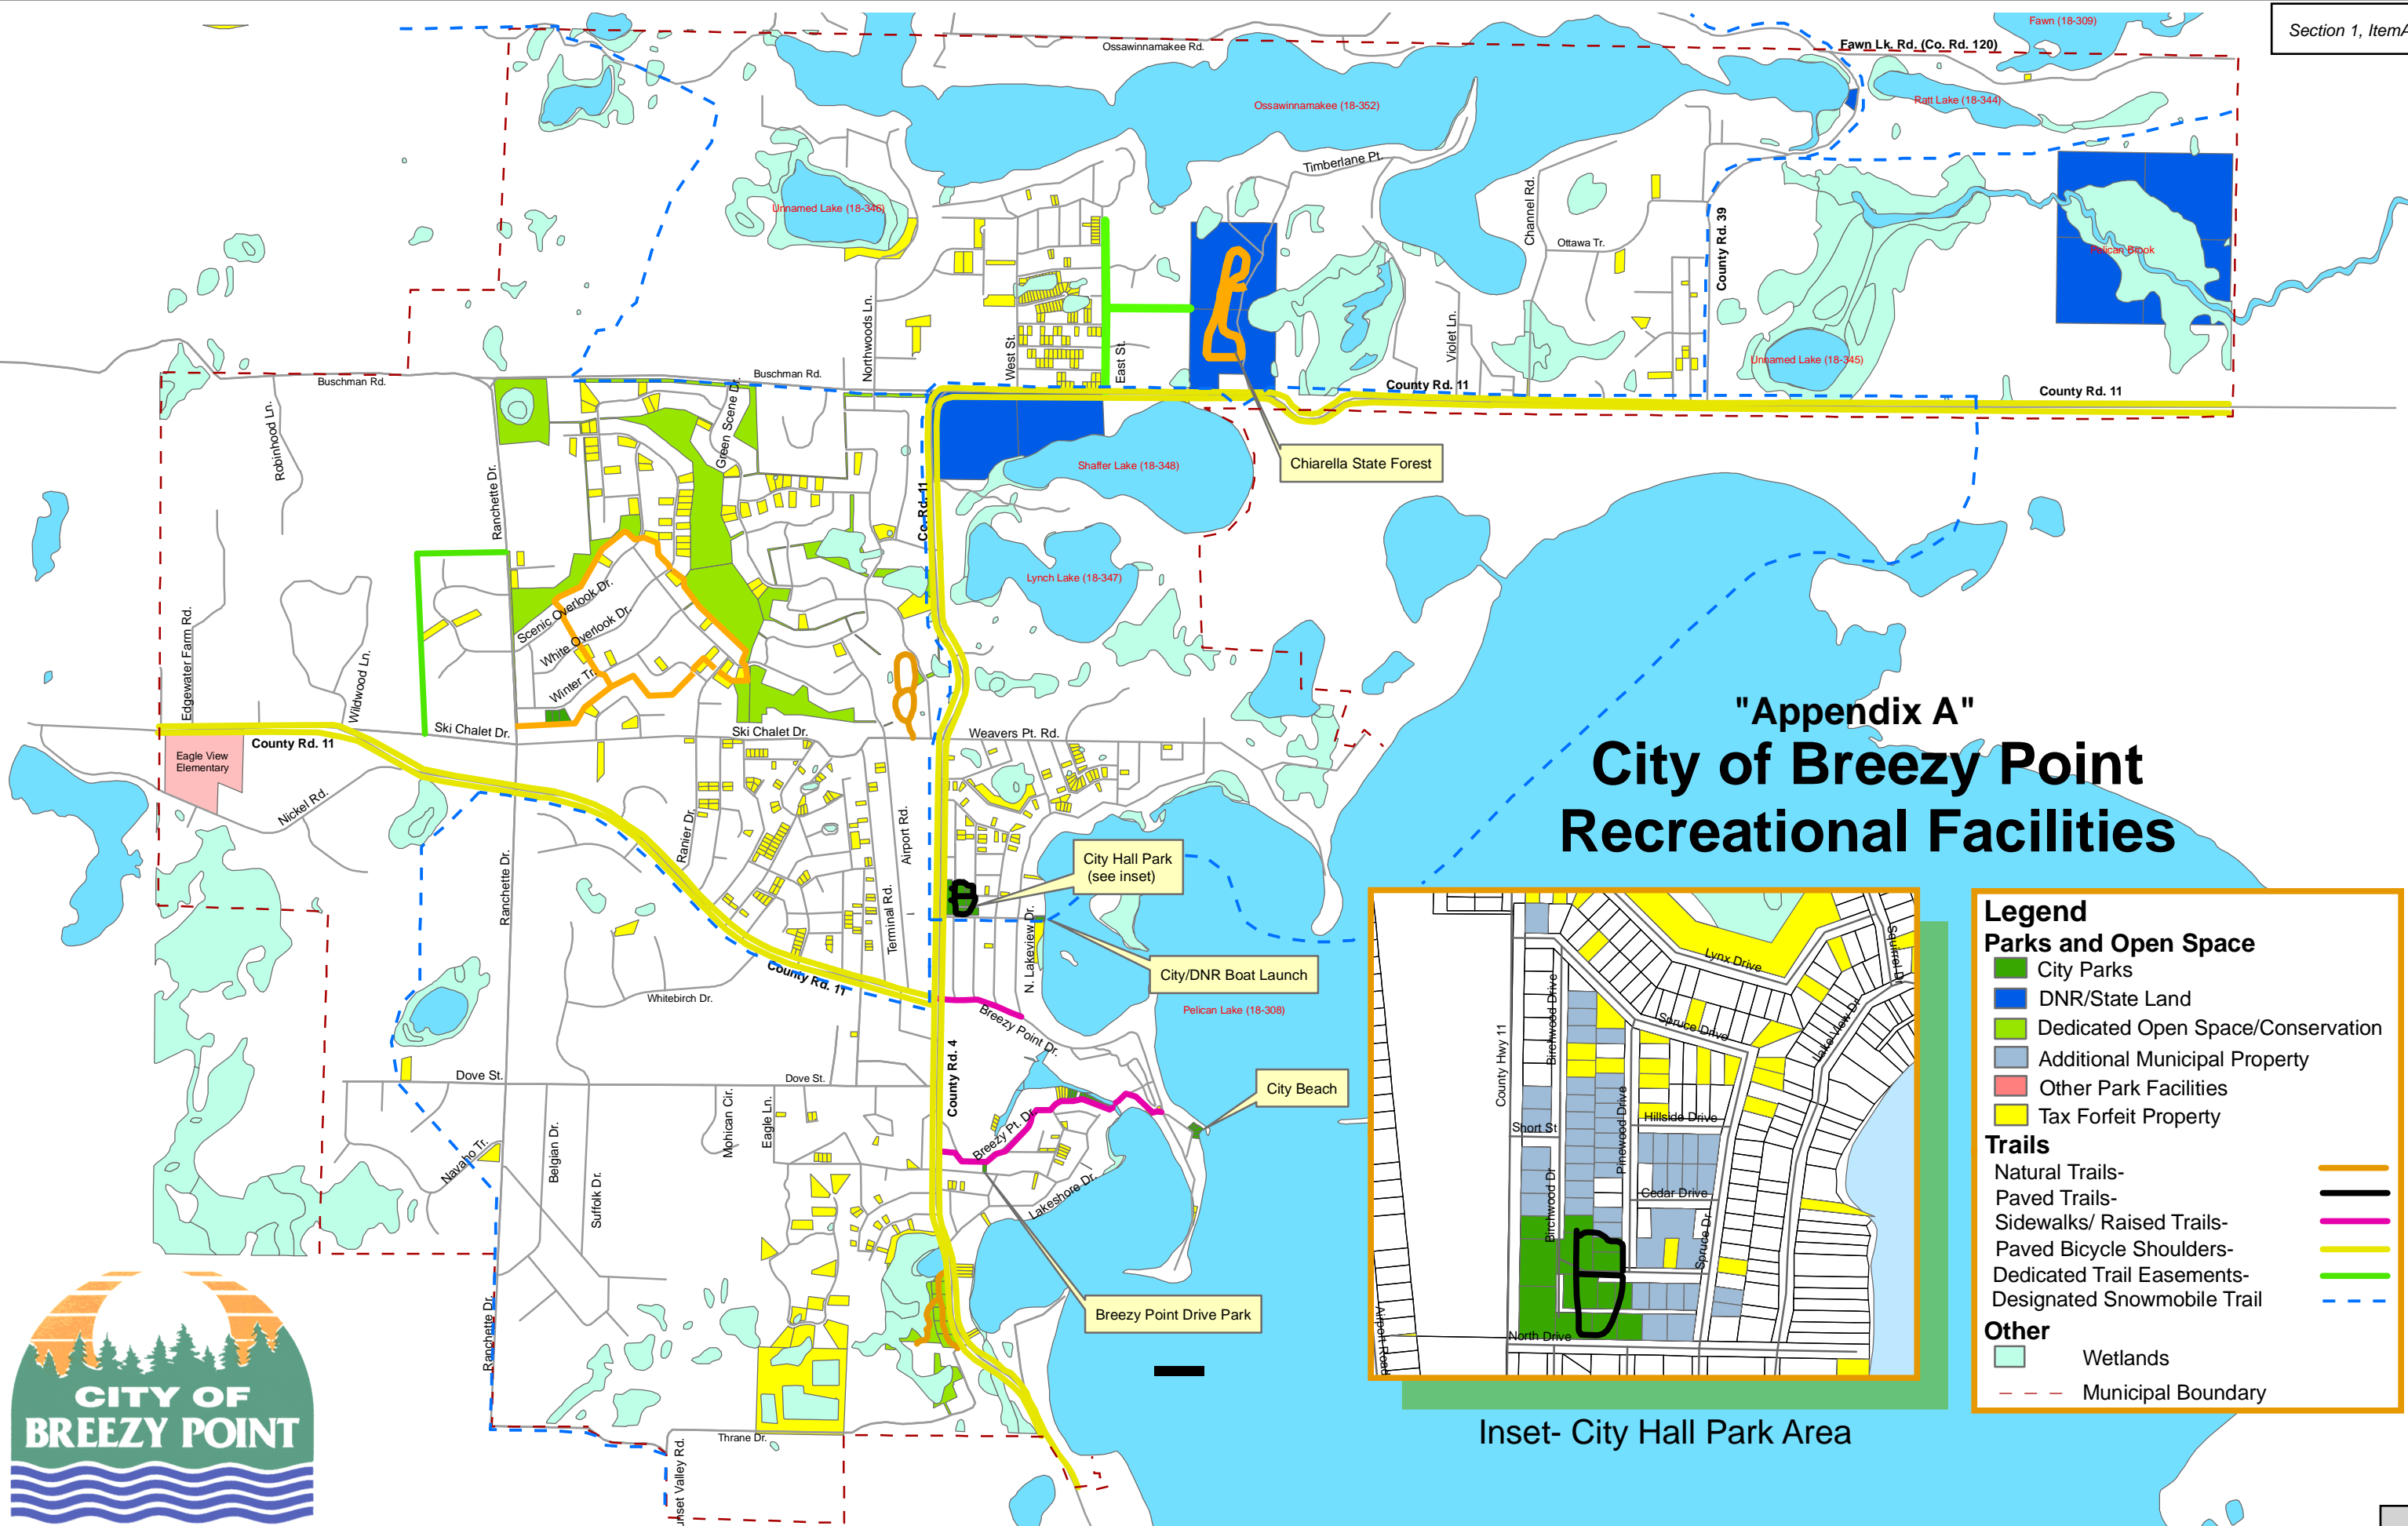 Section 1, Item
Fawn (18-309)
Ossawinnamakee Rd.
Fawn Lk. Rd. (Co. Rd. 120)
Ossawinnamakee (18-352)
Ratt Lake (18-344)
Timberlane Pt.
Unnamed Lake (18-346)
Channel Rd.
Ottawa Tr.
County Rd. 39
Pelican Brook
Northwoods Ln.
West St.
East St.
Violet Ln.
Unnamed Lake (18-345)
Buschman Rd.
Buschman Rd.
County Rd. 11
County Rd. 11
Robinhood Ln.
Ranchette Dr.
Green Scene Dr.
Co. Rd. 11
Shaffer Lake (18-348)
Chiarella State Forest
Lynch Lake (18-347)
Edgewater Farm Rd.
Wildwood Ln.
Scenic Overlook Dr.
White Overlook Dr.
Winter Tr.
Ski Chalet Dr.
Ski Chalet Dr.
Weavers Pt. Rd.
County Rd. 11
Eagle View
Elementary
Nickel Rd.
"Appendix A"
City of Breezy Point
Recreational Facilities
Ranchette Dr.
Ranier Dr.
Airport Rd.
Terminal Rd.
City Hall Park
(see inset)
N. Lakeview Dr.
City/DNR Boat Launch
County Rd. 11
Whitebirch Dr.
Breezy Point Dr.
Pelican Lake (18-308)
Dove St.
Dove St.
County Rd. 4
City Beach
Mohican Cir.
Eagle Ln.
Breezy Pt. Dr.
Navaho Tr.
Belgian Dr.
Suffolk Dr.
Lakeshore Dr.
Breezy Point Drive Park
Ranchette Dr.
Thrane Dr.
nset Valley Rd.
CITY OF
BREEZY POINT
Lynx Drive
Squirrel Dr
Birchwood Drive
County Hwy 11
Spruce Drive
Lake View Dr
Pinewood Drive
Hillside Drive
Short St
Cedar Drive
Birchwood Dr
Spruce Dr
North Drive
Airport Road
Inset- City Hall Park Area
Legend
Parks and Open Space
City Parks
DNR/State Land
Dedicated Open Space/Conservation
Additional Municipal Property
Other Park Facilities
Tax Forfeit Property
Trails
Natural Trails-
Paved Trails-
Sidewalks/ Raised Trails-
Paved Bicycle Shoulders-
Dedicated Trail Easements-
Designated Snowmobile Trail
Other
Wetlands
Municipal Boundary